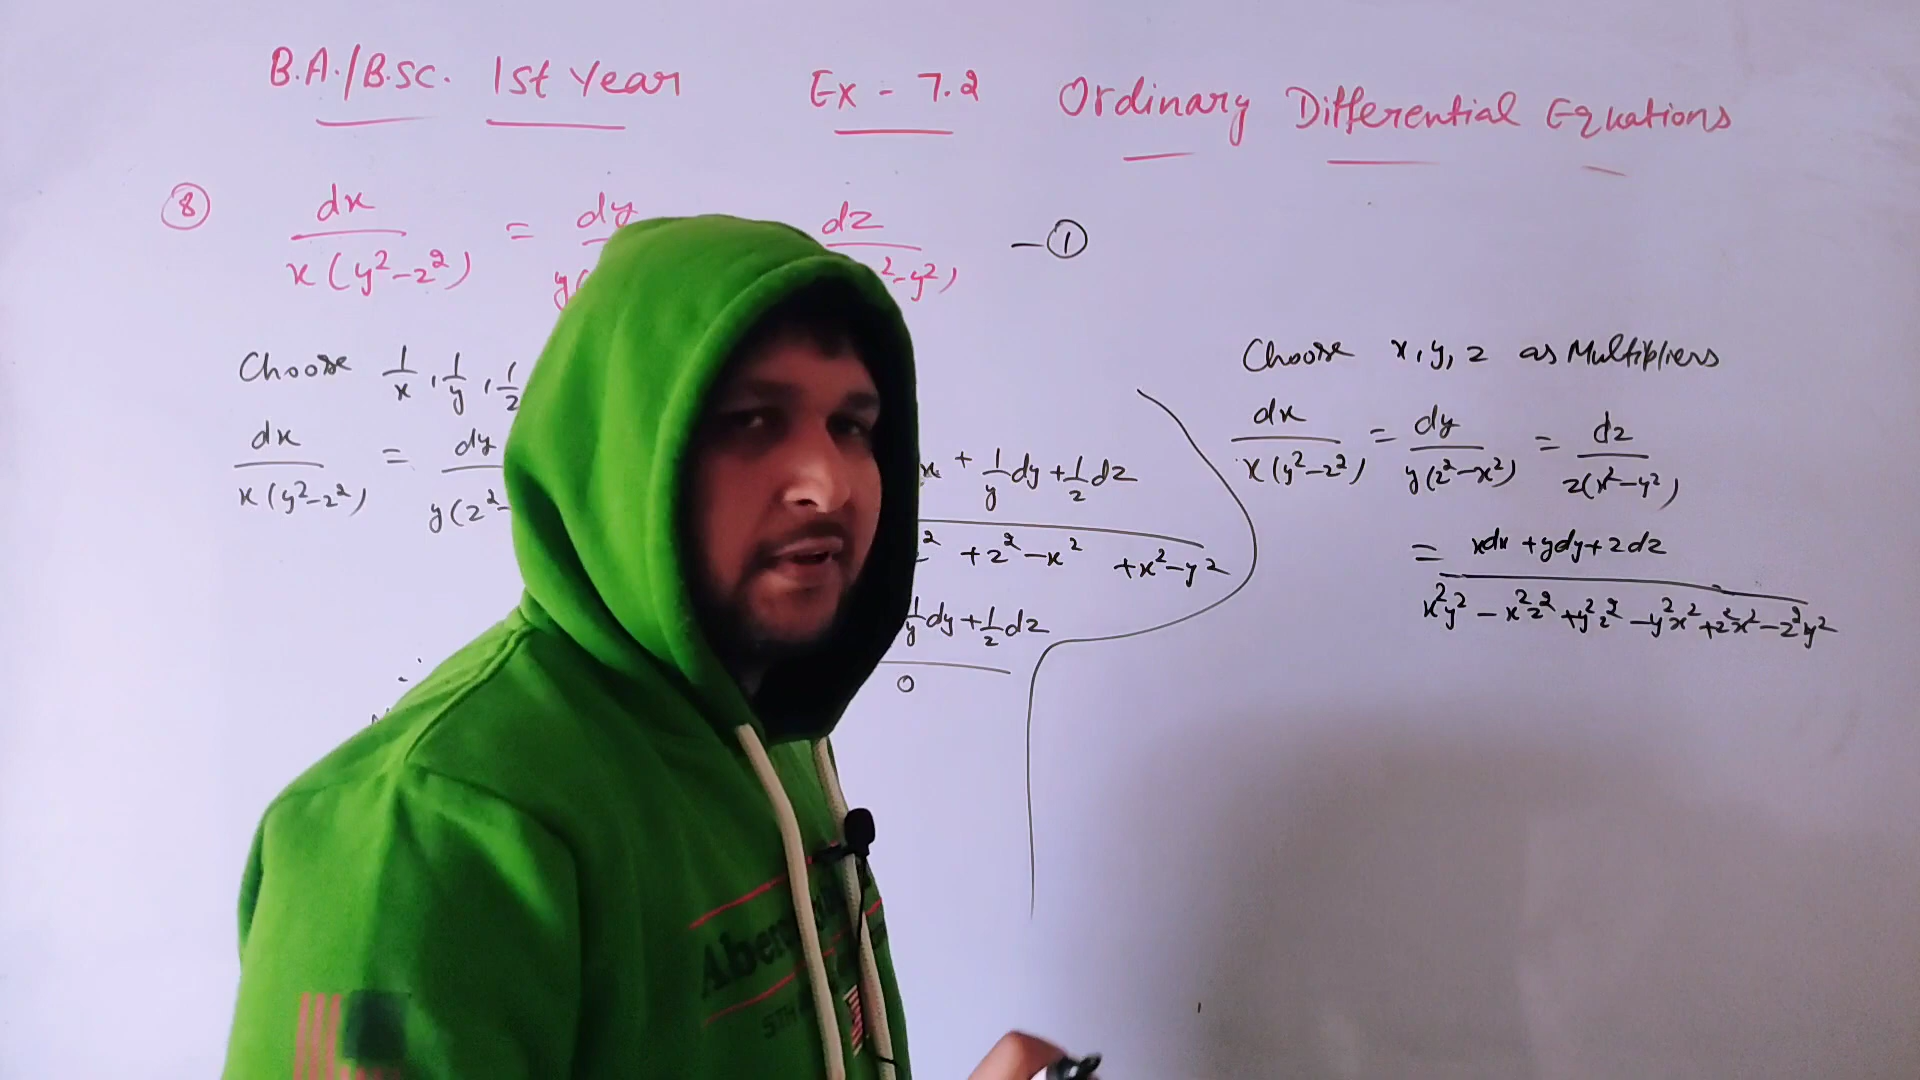 B.A./B.Sc. 1st Year Ex - 7.2 Ordinary Differential Equations
⑧ dx/x(y²-z²) = dy/y( dz/ ²-y²) —①
Choose 1/x, 1/y, 1/z
dx/x(y²-z²) = dy/y(z²-
x + 1/y dy + 1/z dz
² + z² - x² + x² - y²
1/y dy + 1/z dz
0
Choose x, y, z as Multipliers
dx/x(y²-z²) = dy/y(z²-x²) = dz/z(x²-y²)
= xdx + ydy + zdz
x²y² - x²z² + y²z² - y²x² + z²x² - z²y²
Aber
5TH